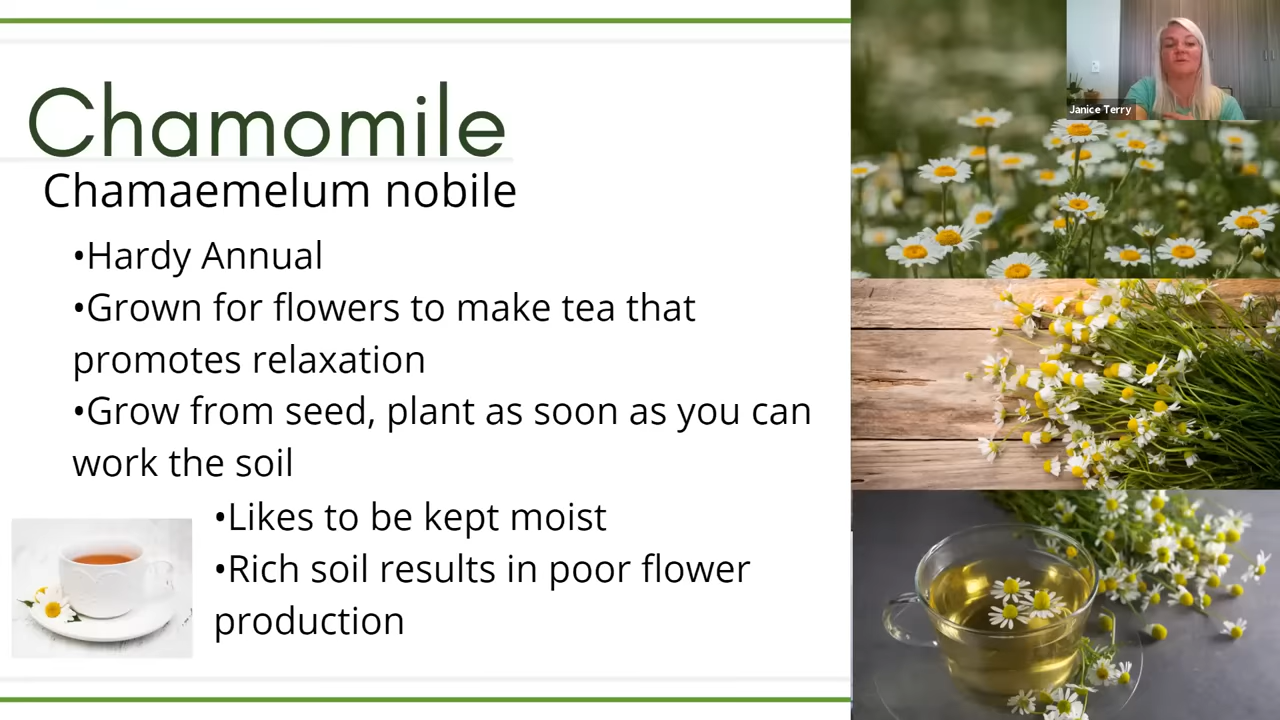 Chamomile
Chamaemelum nobile
•Hardy Annual
•Grown for flowers to make tea that
promotes relaxation
•Grow from seed, plant as soon as you can
work the soil
•Likes to be kept moist
•Rich soil results in poor flower
production
Janice Terry